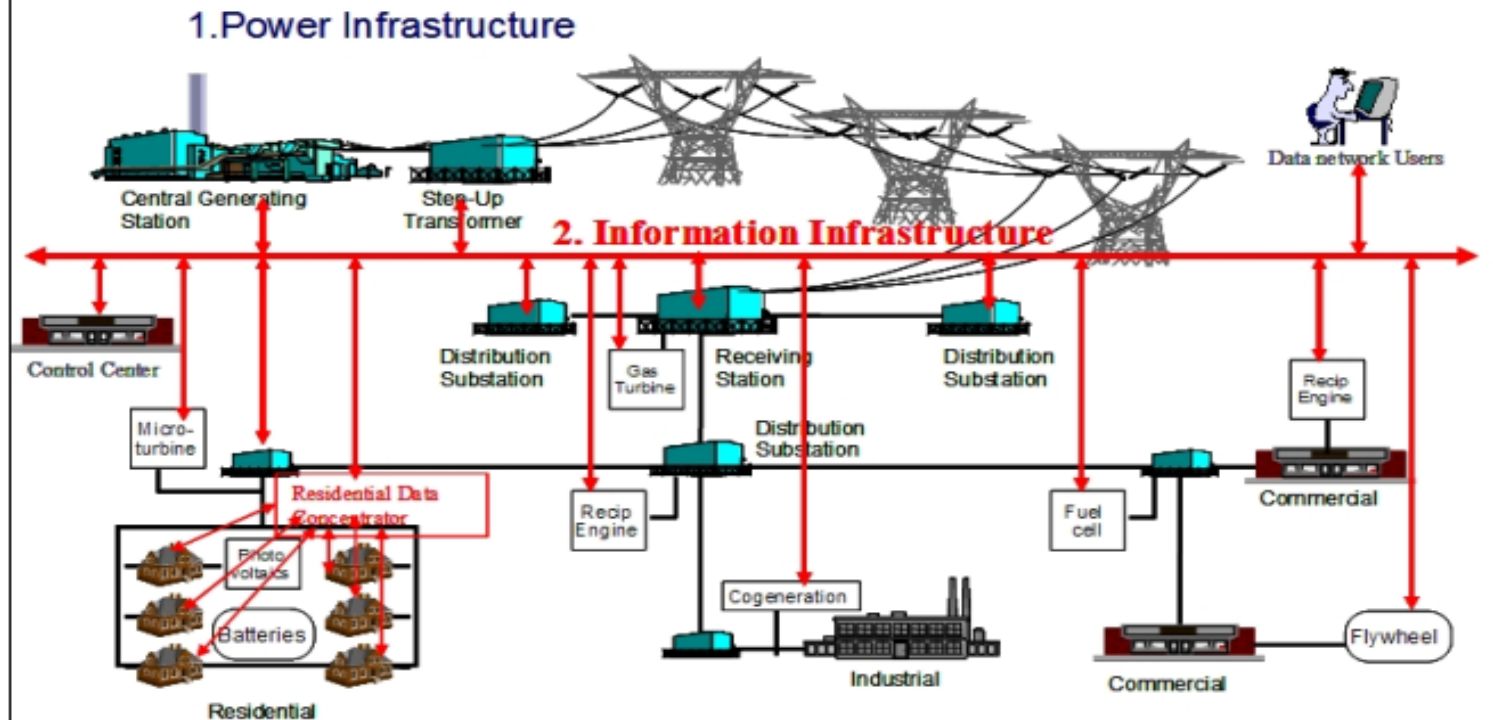 1.Power Infrastructure
Data network Users
Central Generating
Station
Step-Up
Transformer
2. Information Infrastructure
Control Center
Distribution
Substation
Gas
Turbine
Receiving
Station
Distribution
Substation
Recip
Engine
Micro-
turbine
Distribution
Substation
Residential Data
Concentrator
Recip
Engine
Fuel
cell
Commercial
Photo
voltaics
Batteries
Cogeneration
Flywheel
Industrial
Commercial
Residential